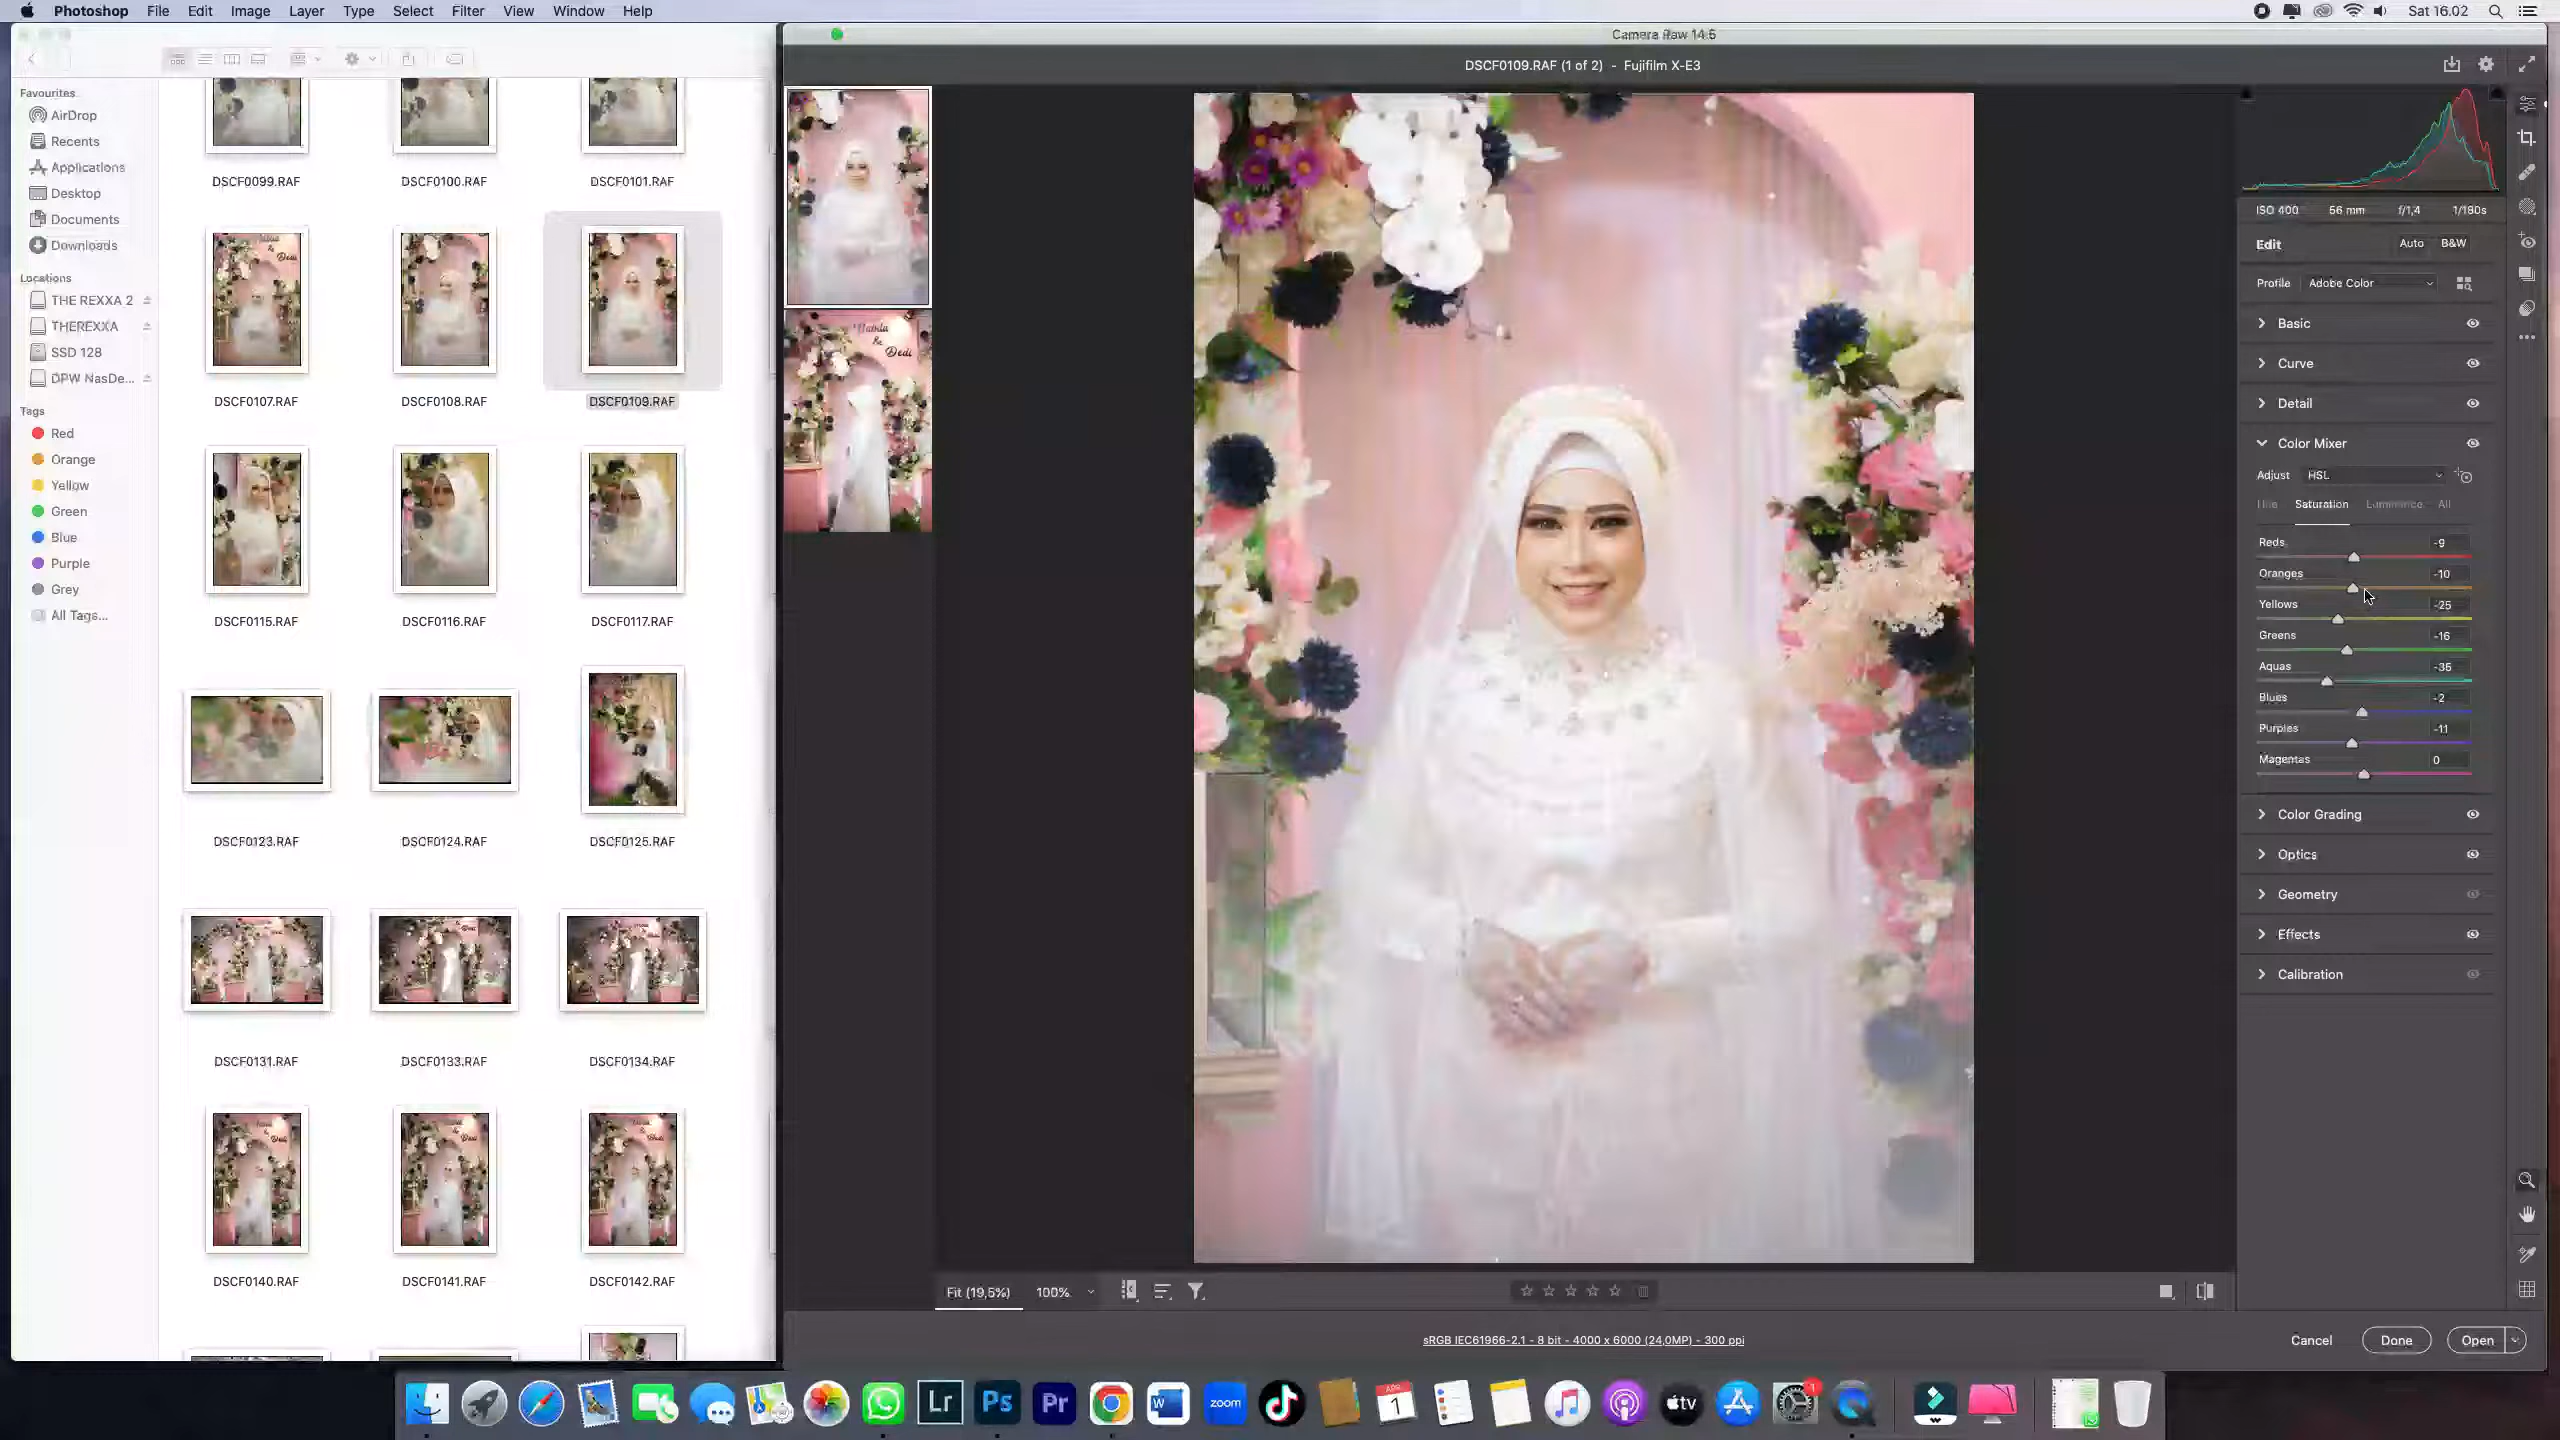 Photoshop File Edit Image Layer Type Select Filter View Window Help
Sat 16.02
Camera Raw 14.5
DSCF0109.RAF (1 of 2) - Fujifilm X-E3
Favourites
AirDrop
Recents
Applications
Desktop
Documents
Downloads
Locations
THE REXXA 2
THEREXXA
SSD 128
DPW NasDe...
Tags
Red
Orange
Yellow
Green
Blue
Purple
Grey
All Tags...
DSCF0099.RAF DSCF0100.RAF DSCF0101.RAF
DSCF0107.RAF DSCF0108.RAF DSCF0109.RAF
DSCF0115.RAF DSCF0116.RAF DSCF0117.RAF
DSCF0123.RAF DSCF0124.RAF DSCF0125.RAF
DSCF0131.RAF DSCF0133.RAF DSCF0134.RAF
DSCF0140.RAF DSCF0141.RAF DSCF0142.RAF
& Dedi
ISO 400 56 mm f/1,4 1/180s
Edit Auto B&W
Profile Adobe Color
Basic
Curve
Detail
Color Mixer
Adjust HSL
Hue Saturation Luminance All
Reds -9
Oranges -10
Yellows -25
Greens -16
Aquas -35
Blues -2
Purples -11
Magentas 0
Color Grading
Optics
Geometry
Effects
Calibration
Fit (19,5%) 100%
sRGB IEC61966-2.1 - 8 bit - 4000 x 6000 (24,0MP) - 300 ppi
Cancel Done Open
Lr Ps Pr W zoom APR 1 tv 1